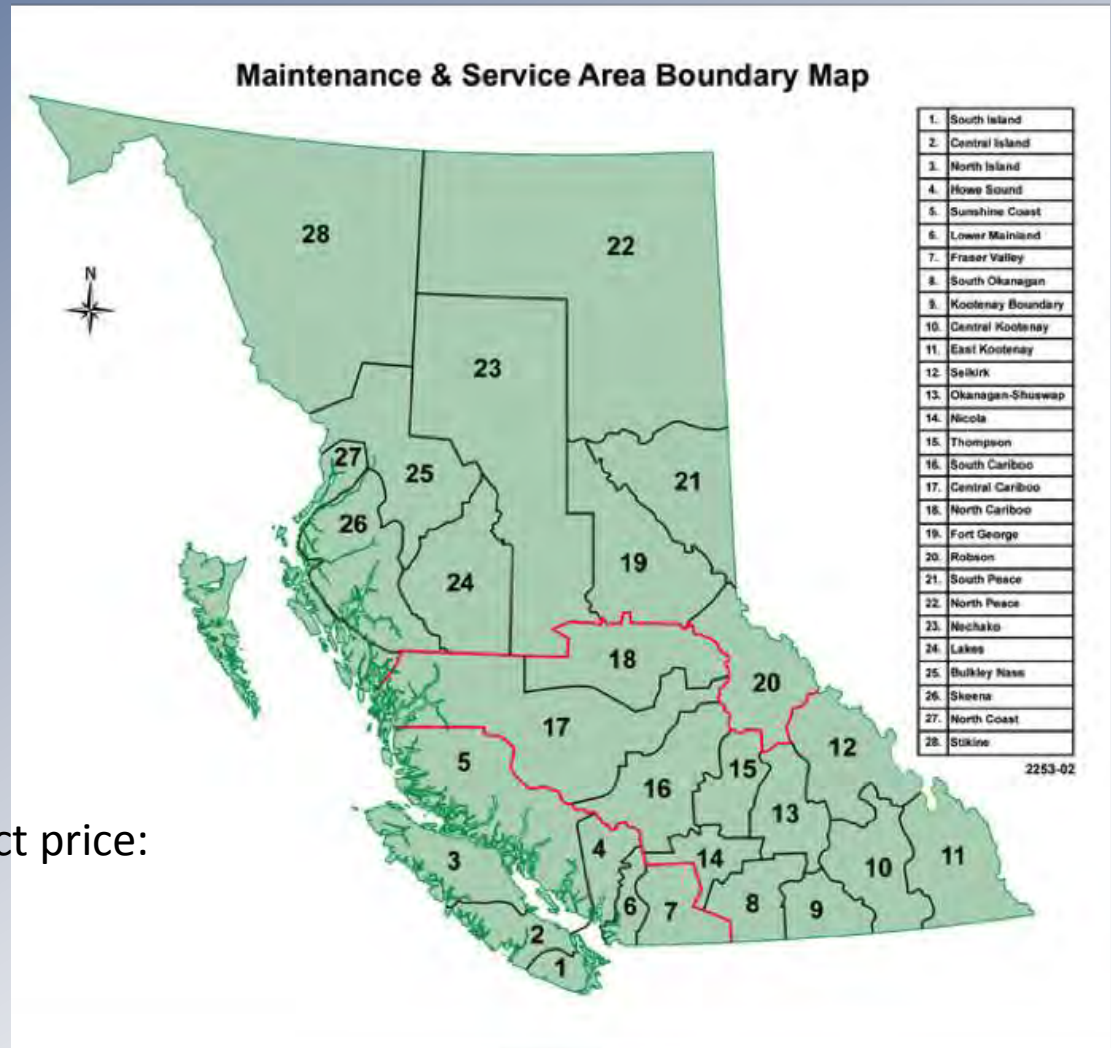 Maintenance & Service Area Boundary Map
1. South Island
2. Central Island
3. North Island
4. Howe Sound
5. Sunshine Coast
6. Lower Mainland
7. Fraser Valley
8. South Okanagan
9. Kootenay Boundary
10. Central Kootenay
11. East Kootenay
12. Selkirk
13. Okanagan-Shuswap
14. Nicola
15. Thompson
16. South Cariboo
17. Central Cariboo
18. North Cariboo
19. Fort George
20. Robson
21. South Peace
22. North Peace
23. Nechako
24. Lakes
25. Bulkley Nass
26. Skeena
27. North Coast
28. Stikine
2253-02
28
22
N
23
27
25
21
26
19
24
18
20
17
12
5
15
16
13
4
14
3
10
11
6
7
8
9
2
1
ct price: